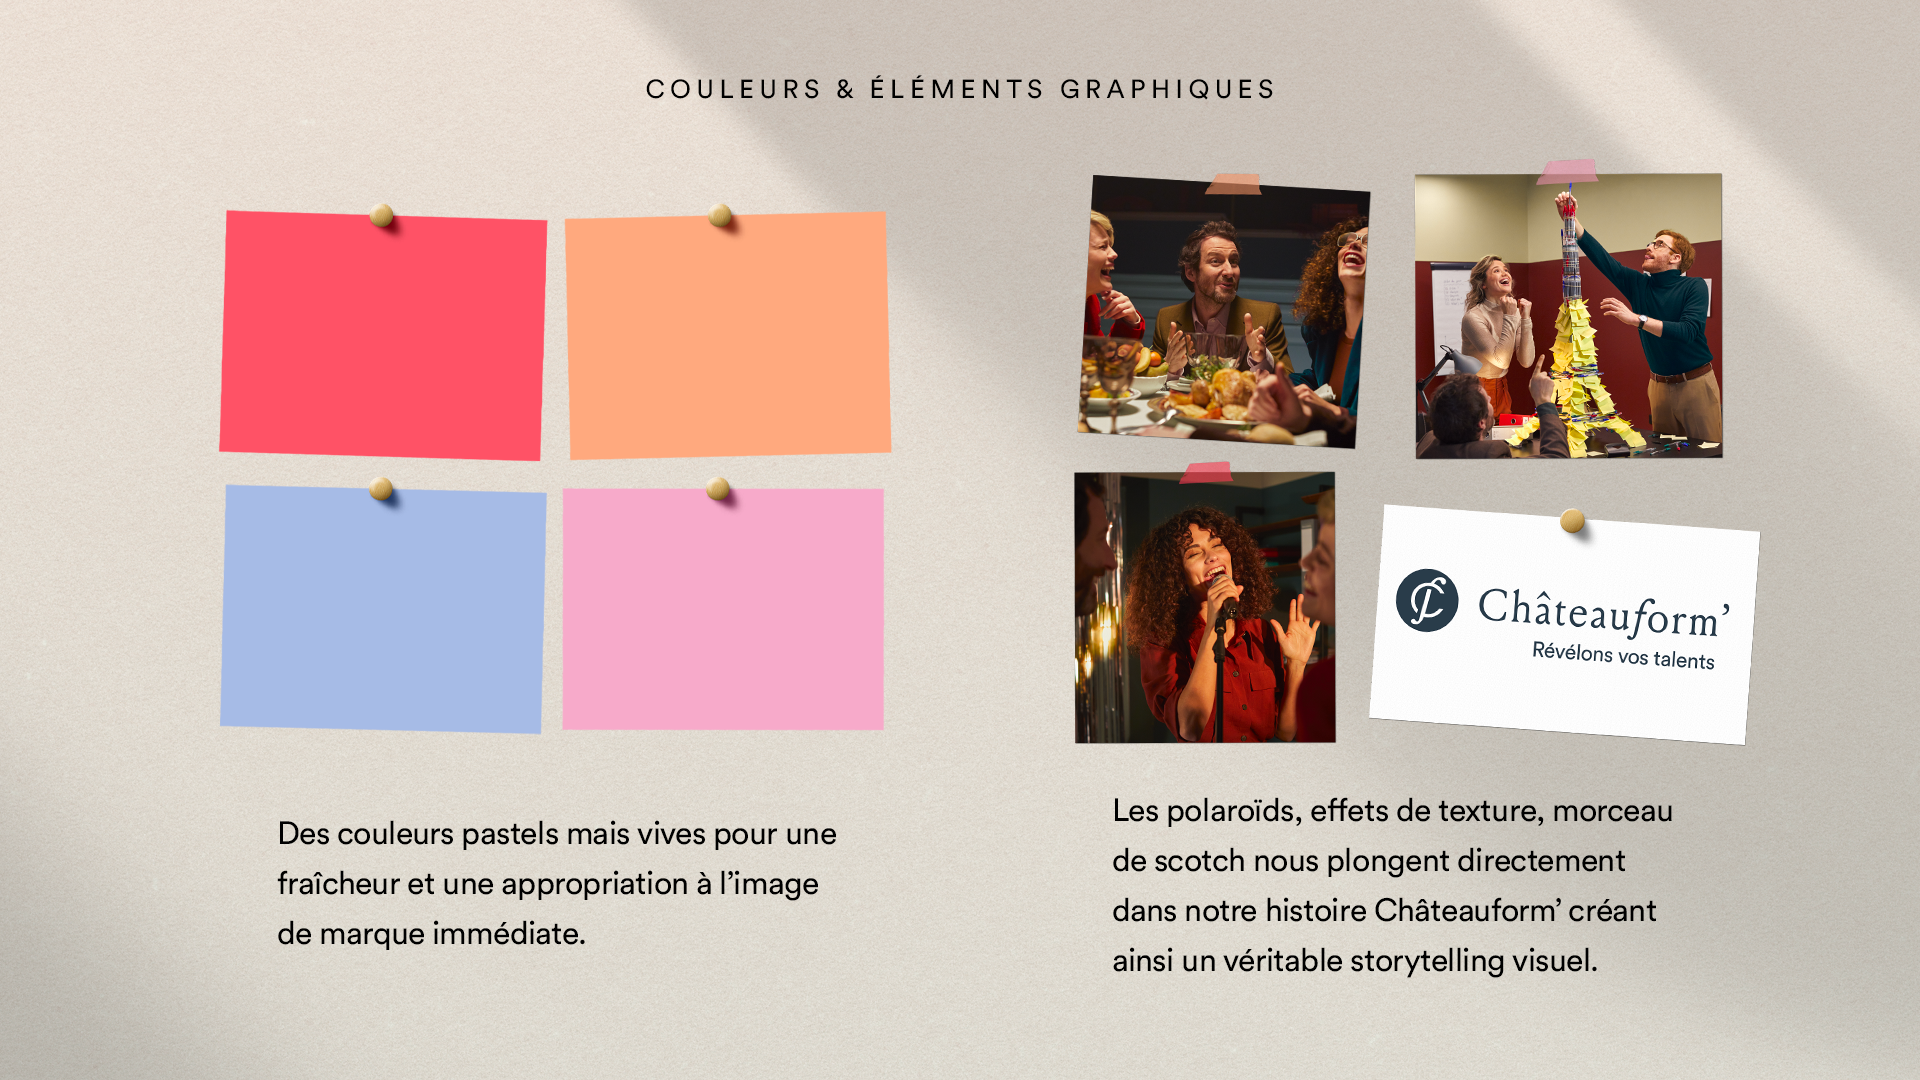 COULEURS & ÉLÉMENTS GRAPHIQUES
Châteauform’
Révélons vos talents
Des couleurs pastels mais vives pour une
fraîcheur et une appropriation à l’image
de marque immédiate.
Les polaroïds, effets de texture, morceau
de scotch nous plongent directement
dans notre histoire Châteauform’ créant
ainsi un véritable storytelling visuel.